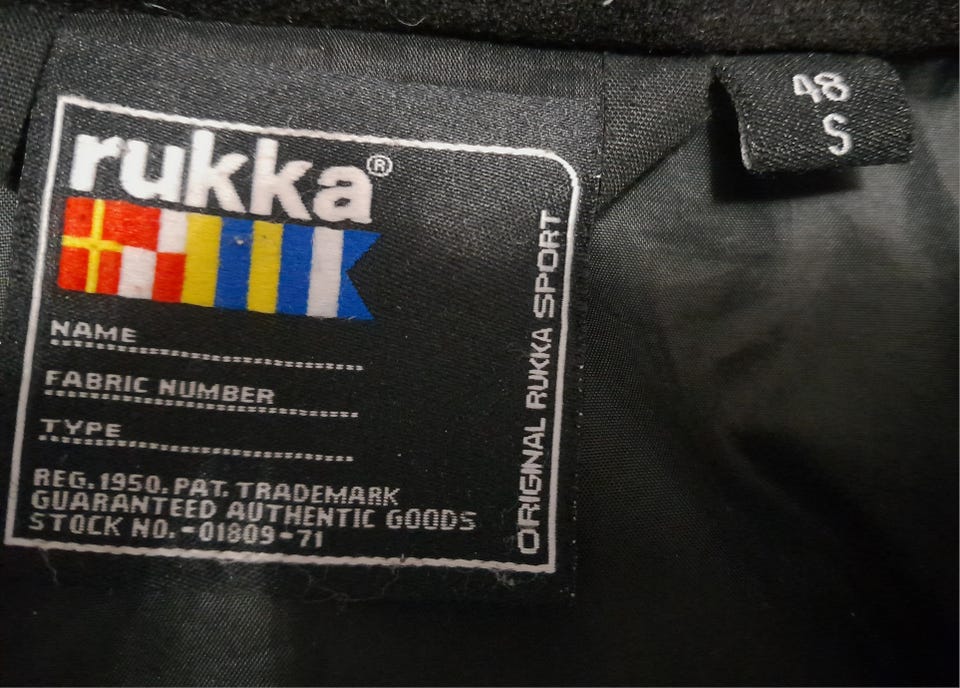 rukka®
NAME
FABRIC NUMBER
TYPE
REG. 1950. PAT. TRADEMARK
GUARANTEED AUTHENTIC GOODS
STOCK NO.-01809-71
ORIGINAL RUKKA SPORT
48
S